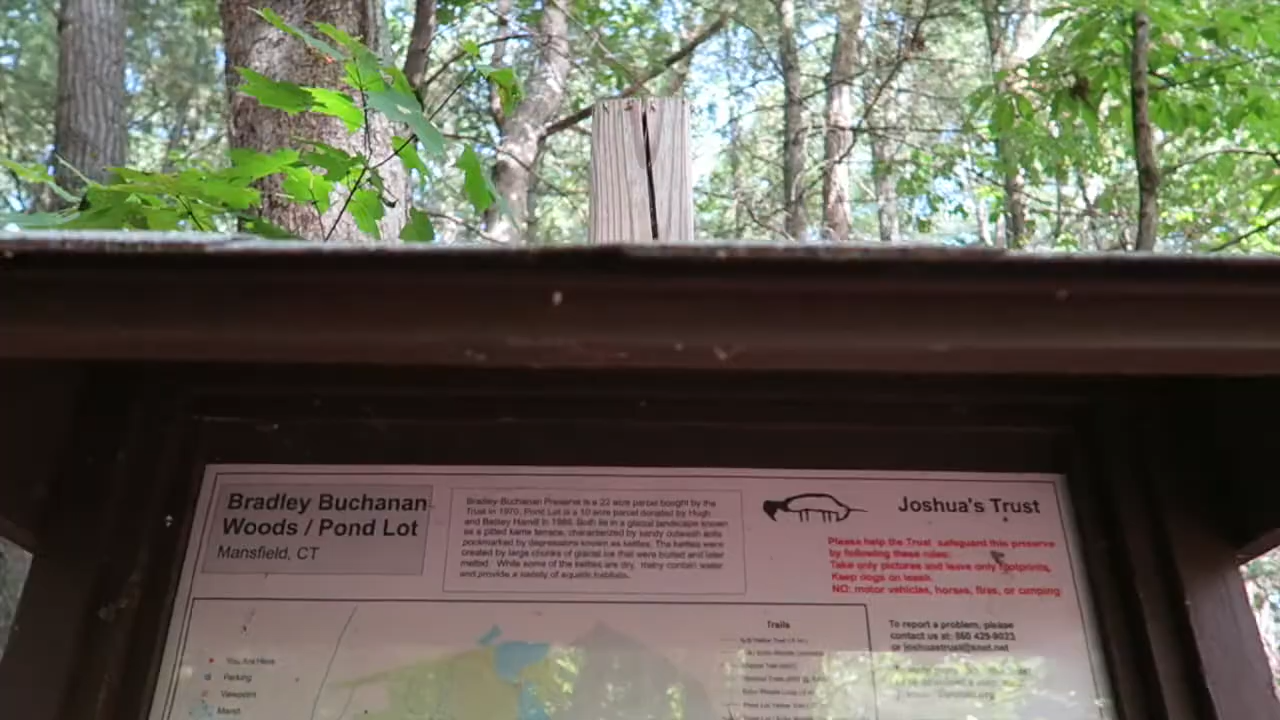 Bradley Buchanan
Woods / Pond Lot
Mansfield, CT
Bradley-Buchanan Preserve is a 22 acre parcel bought by the
Trust in 1970. Pond Lot is a 10 acre parcel donated by Hugh
and Betsey Hamill in 1986. Both lie in a glacial landscape known
as a pitted kame terrace, characterized by sandy outwash soils
pockmarked by depressions known as kettles. The kettles were
created by large chunks of glacial ice that were buried and later
melted. While some of the kettles are dry, many contain water
and provide a variety of aquatic habitats.
Joshua's Trust
Please help the Trust safeguard this preserve
by following these rules:
Take only pictures and leave only footprints,
Keep dogs on leash.
NO: motor vehicles, horses, fires, or camping
To report a problem, please
contact us at: 860 429-9023
or joshuastrust@snet.net
You Are Here
Parking
Viewpoint
Marsh
Trails